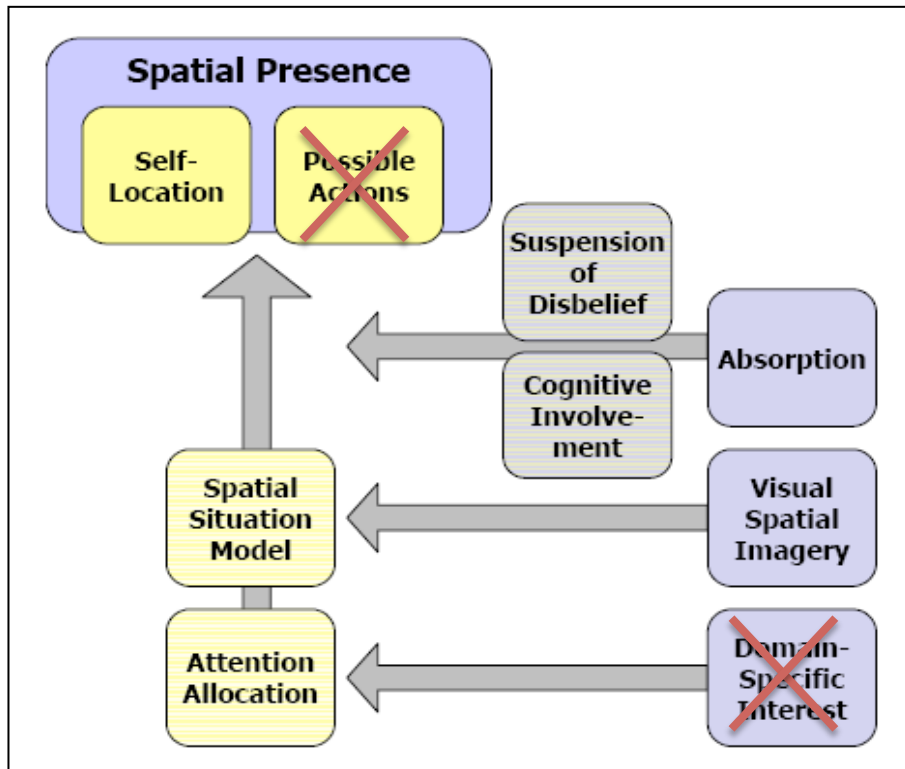 Spatial Presence
Self-
Location
Possible
Actions
Suspension
of
Disbelief
Absorption
Cognitive
Involve-
ment
Spatial
Situation
Model
Visual
Spatial
Imagery
Attention
Allocation
Domain-
Specific
Interest